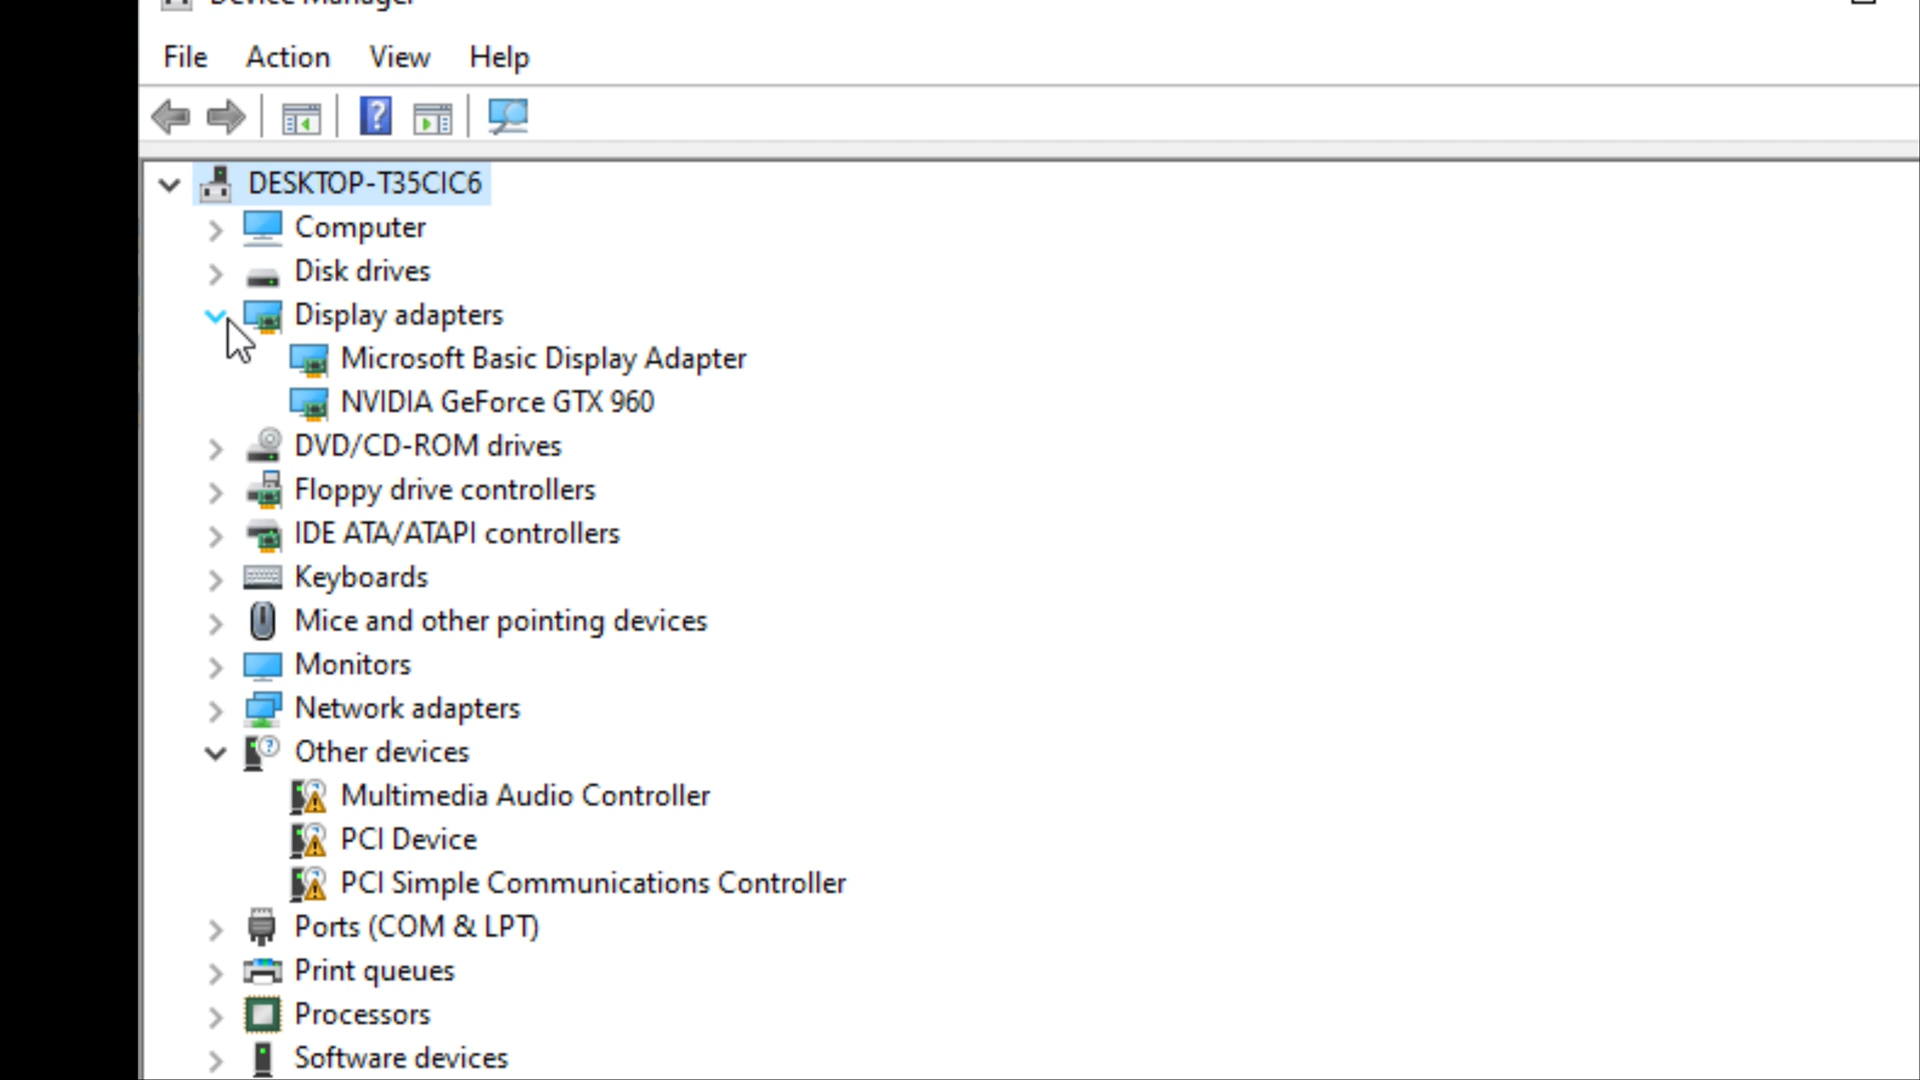 Device Manager
File Action View Help
DESKTOP-T35CIC6
Computer
Disk drives
Display adapters
Microsoft Basic Display Adapter
NVIDIA GeForce GTX 960
DVD/CD-ROM drives
Floppy drive controllers
IDE ATA/ATAPI controllers
Keyboards
Mice and other pointing devices
Monitors
Network adapters
Other devices
Multimedia Audio Controller
PCI Device
PCI Simple Communications Controller
Ports (COM & LPT)
Print queues
Processors
Software devices